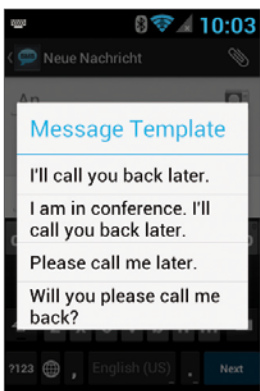 10:03
Neue Nachricht
An
Message Template
I'll call you back later.
I am in conference. I'll
call you back later.
Please call me later.
Will you please call me
back?
?123
,
English (US)
.
Next